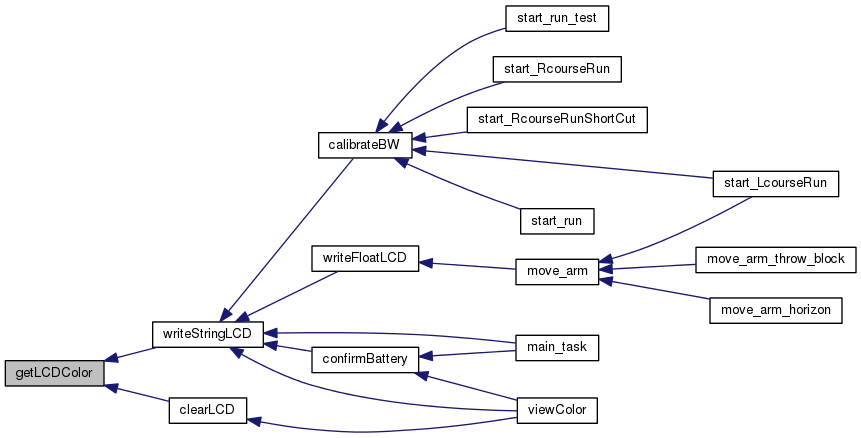 start_run_test
start_RcourseRun
start_RcourseRunShortCut
calibrateBW
start_LcourseRun
start_run
writeFloatLCD
move_arm_throw_block
move_arm
move_arm_horizon
writeStringLCD
main_task
confirmBattery
getLCDColor
clearLCD
viewColor